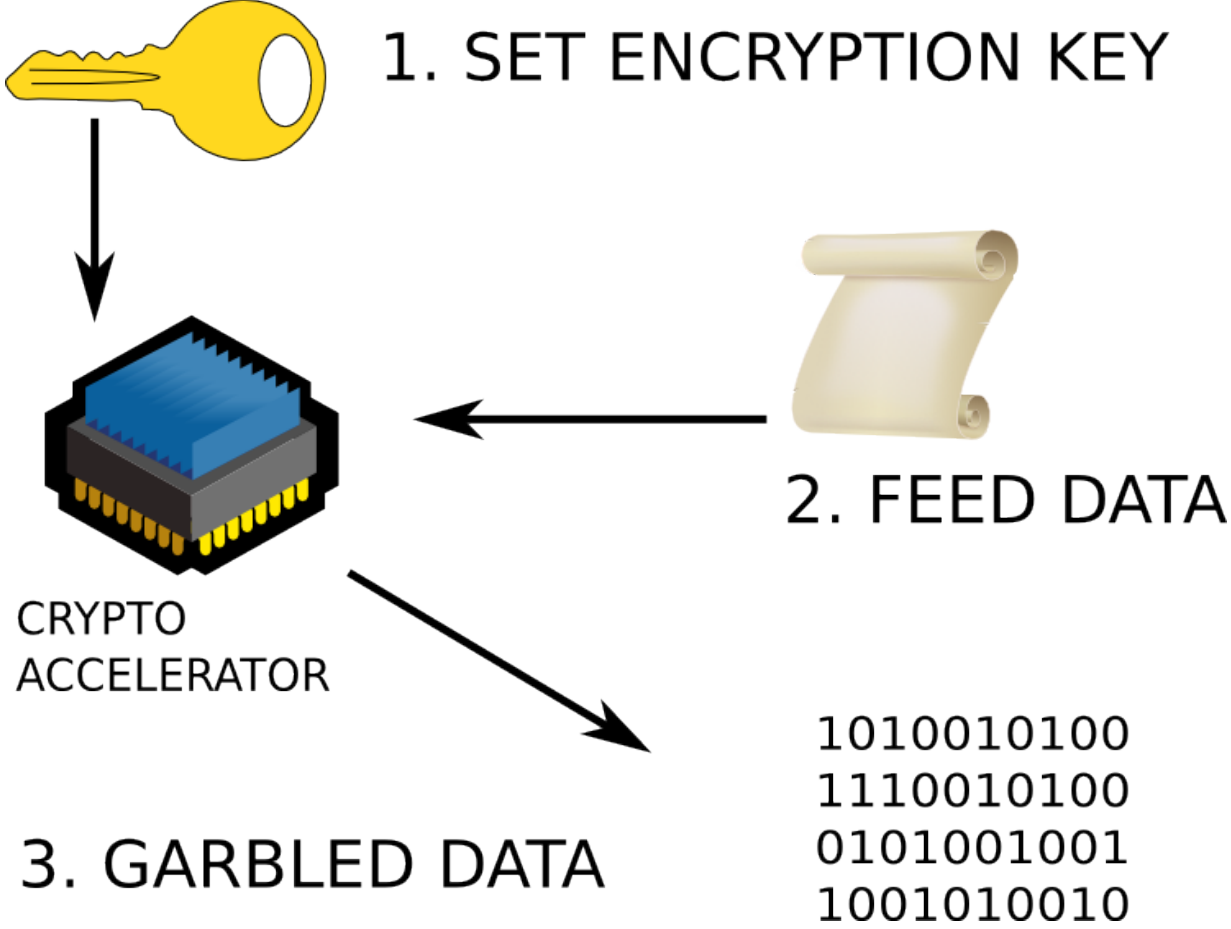 1. SET ENCRYPTION KEY
2. FEED DATA
CRYPTO
ACCELERATOR
3. GARBLED DATA
1010010100
1110010100
0101001001
1001010010